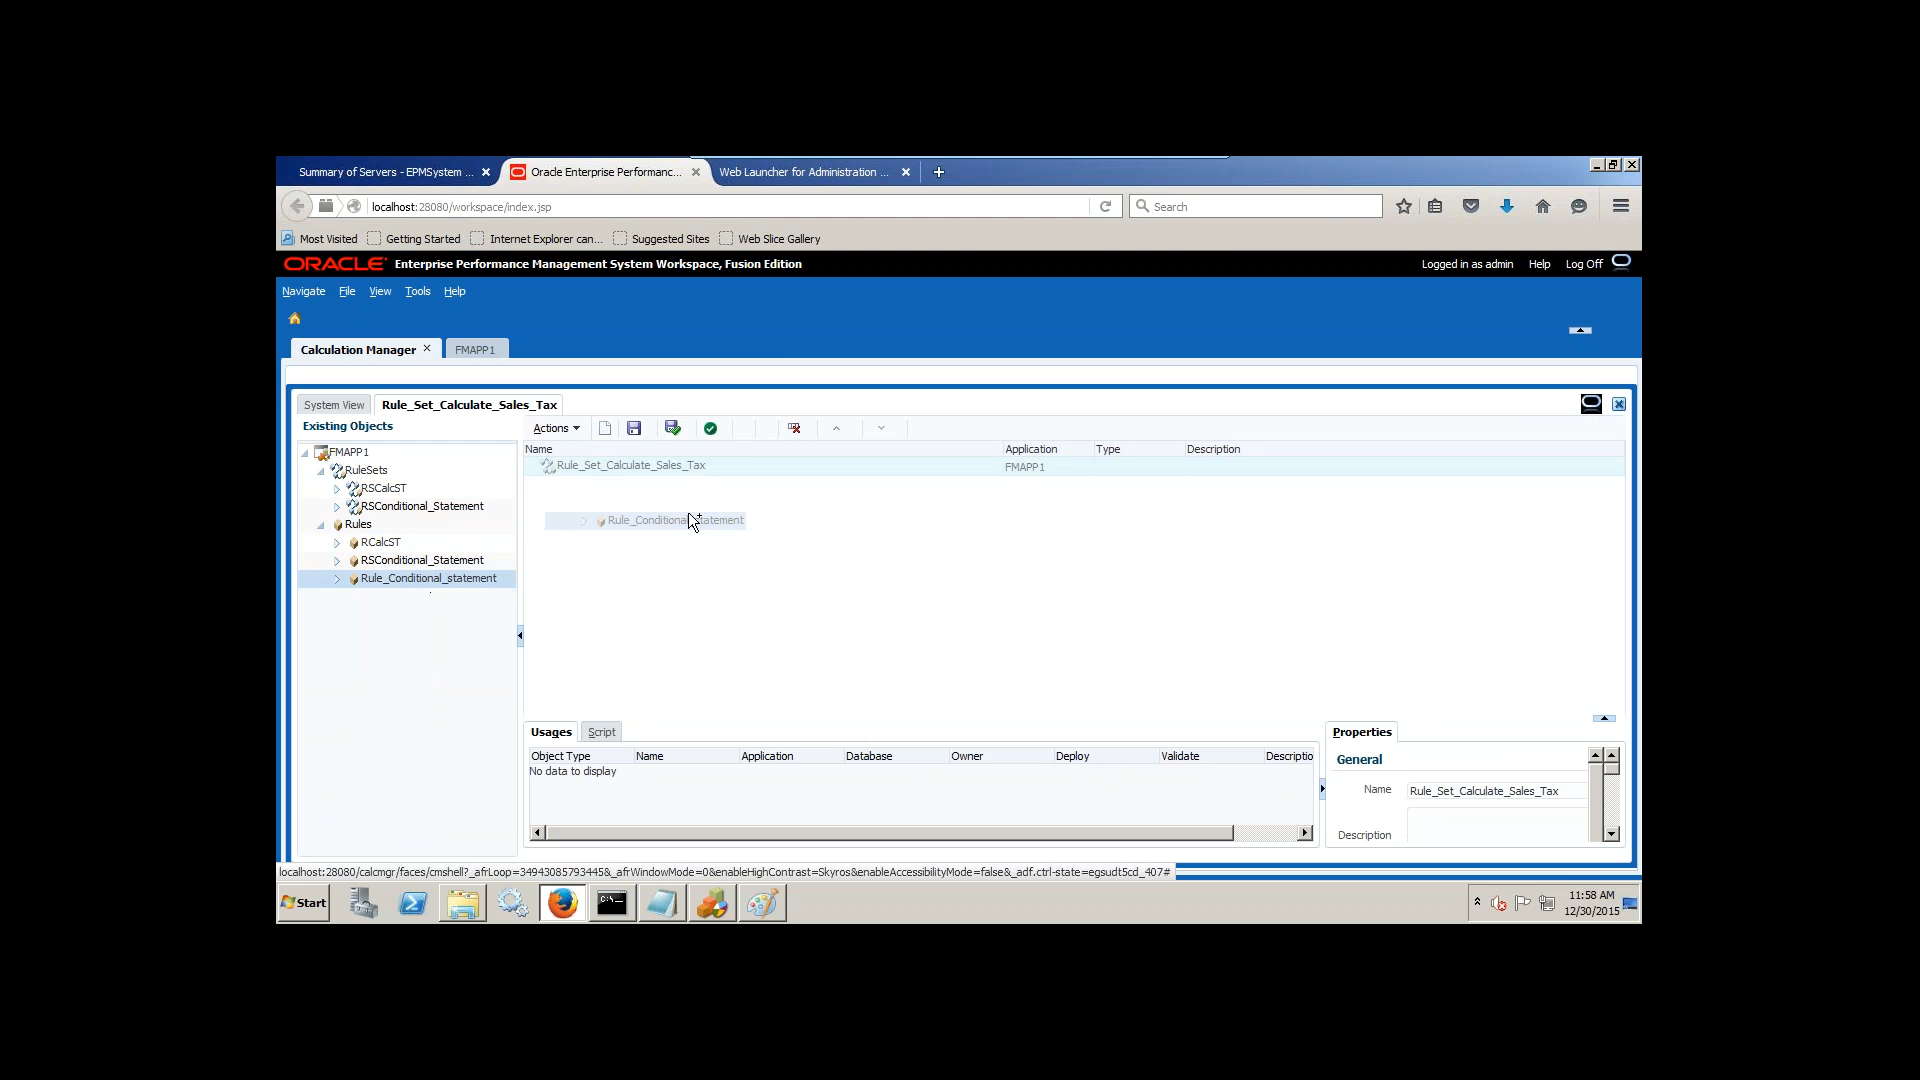 Summary of Servers - EPMSystem ...
Oracle Enterprise Performanc...
Web Launcher for Administration ...
localhost:28080/workspace/index.jsp
Search
Most Visited Getting Started Internet Explorer can... Suggested Sites Web Slice Gallery
ORACLE Enterprise Performance Management System Workspace, Fusion Edition
Logged in as admin Help Log Off
Navigate File View Tools Help
Calculation Manager FMAPP1
System View Rule_Set_Calculate_Sales_Tax
Existing Objects
Actions
FMAPP1
RuleSets
RSCalcST
RSConditional_Statement
Rules
RCalcST
RSConditional_Statement
Rule_Conditional_statement
Name Application Type Description
Rule_Set_Calculate_Sales_Tax FMAPP1
Usages Script
Object Type Name Application Database Owner Deploy Validate Descriptio
No data to display
Properties
General
Name Rule_Set_Calculate_Sales_Tax
Description
localhost:28080/calcmgr/faces/cmshell?_afrLoop=34943085793445&_afrWindowMode=0&enableHighContrast=Skyros&enableAccessibilityMode=false&_adf.ctrl-state=egsudt5cd_407#
Start
C:\
11:58 AM
12/30/2015